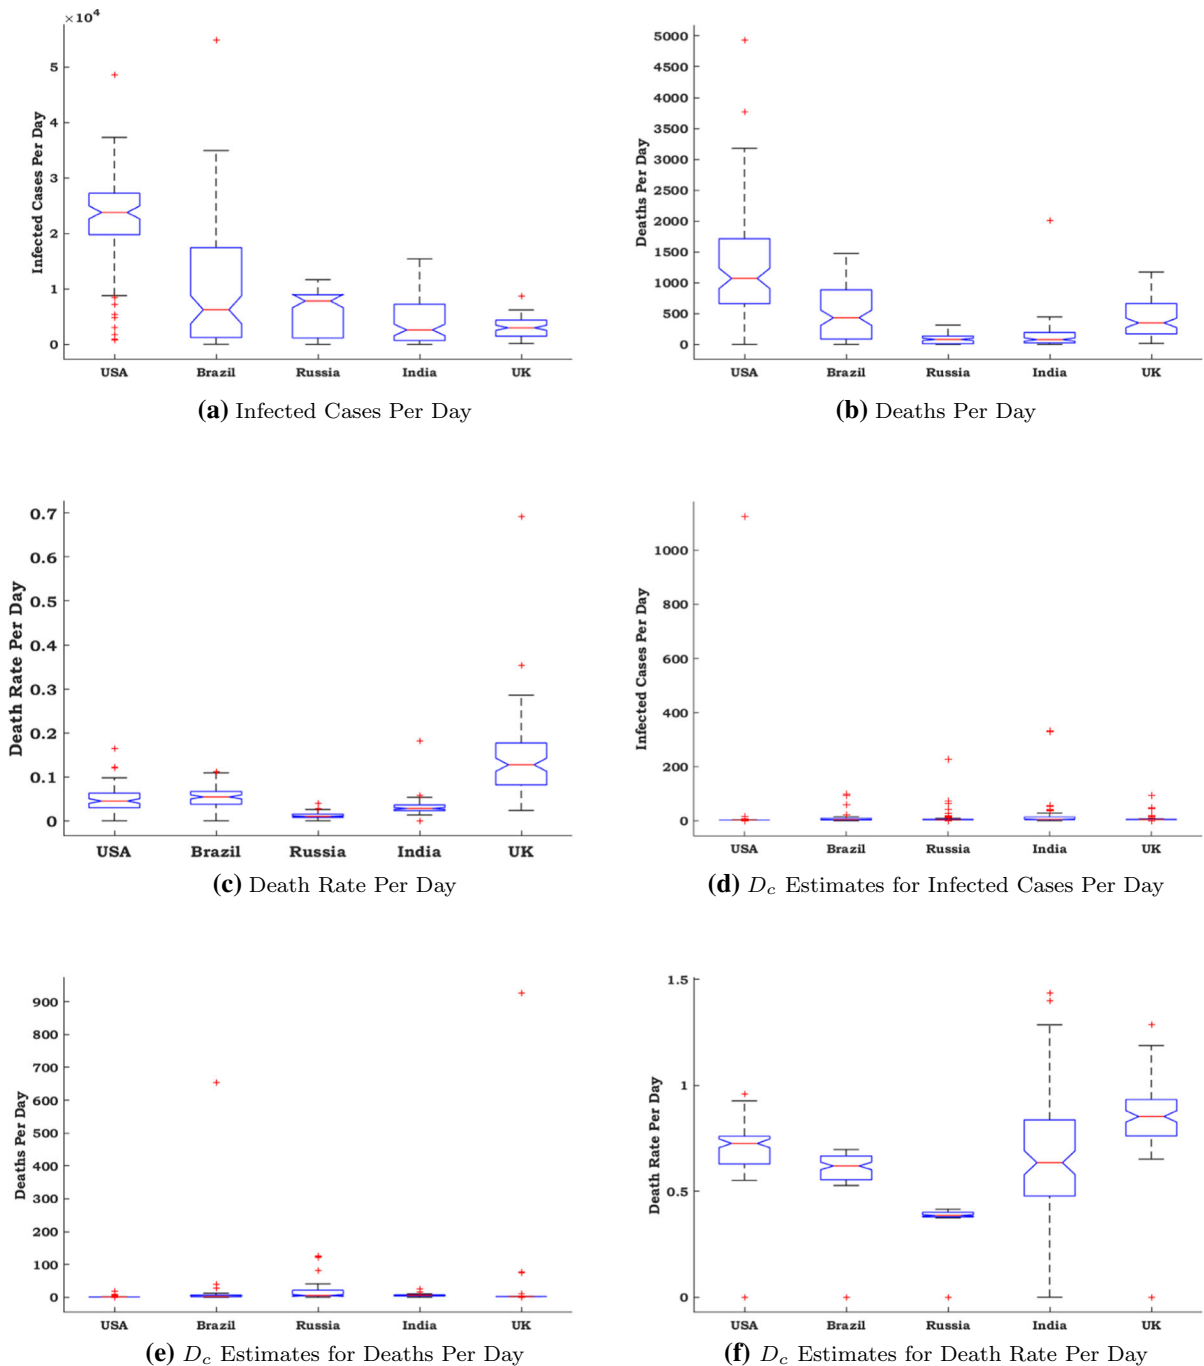 ×10⁴
5
4
3
2
1
0
Infected Cases Per Day
USA Brazil Russia India UK
(a) Infected Cases Per Day
5000
4500
4000
3500
3000
2500
2000
1500
1000
500
0
Deaths Per Day
USA Brazil Russia India UK
(b) Deaths Per Day
0.7
0.6
0.5
0.4
0.3
0.2
0.1
0
Death Rate Per Day
USA Brazil Russia India UK
(c) Death Rate Per Day
1000
800
600
400
200
0
Infected Cases Per Day
USA Brazil Russia India UK
(d) D_c Estimates for Infected Cases Per Day
900
800
700
600
500
400
300
200
100
0
Deaths Per Day
USA Brazil Russia India UK
(e) D_c Estimates for Deaths Per Day
1.5
1
0.5
0
Death Rate Per Day
USA Brazil Russia India UK
(f) D_c Estimates for Death Rate Per Day